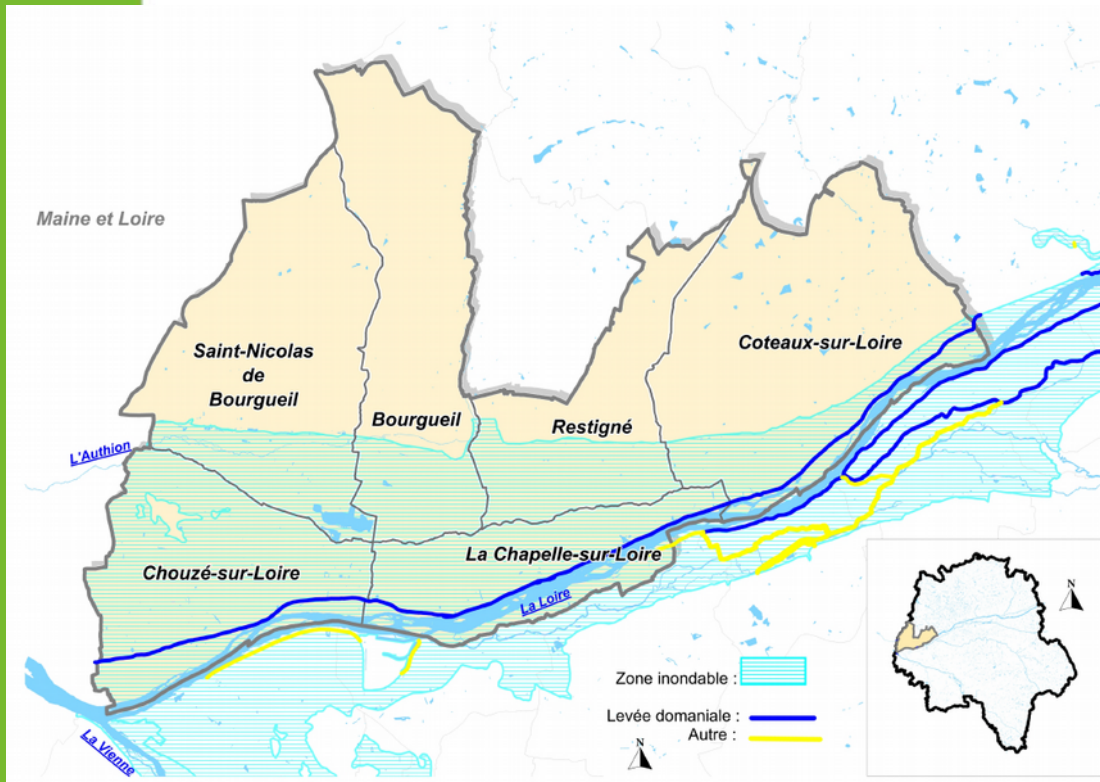 Maine et Loire
Saint-Nicolas
de
Bourgueil
Bourgueil
Restigné
Coteaux-sur-Loire
L'Authion
Chouzé-sur-Loire
La Chapelle-sur-Loire
La Loire
La Vienne
Zone inondable :
Levée domaniale :
Autre :
N
N